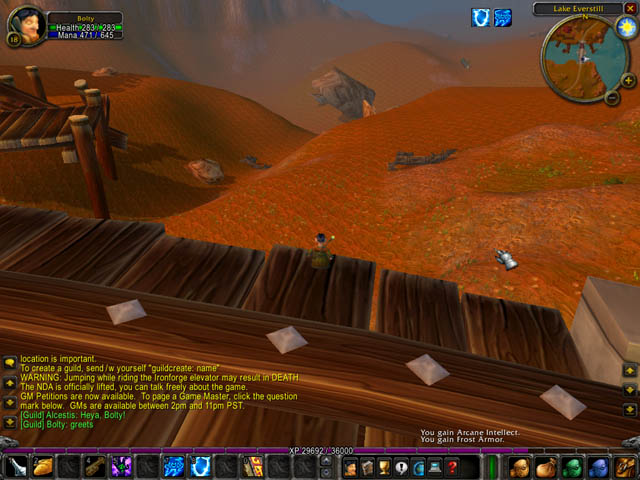 Bolty
Health 283 / 283
Mana 471 / 645
18
Lake Everstill
N
location is important.
To create a guild, send /w yourself "guildcreate: name"
WARNING: Jumping while riding the Ironforge elevator may result in DEATH
The NDA is officially lifted, you can talk freely about the game.
GM Petitions are now available. To page a Game Master, click the question
mark below. GMs are available between 2pm and 11pm PST.
[Guild] Alcestis: Heya, Bolty!
[Guild] Bolty: greets
You gain Arcane Intellect.
You gain Frost Armor.
XP 29692 / 36000